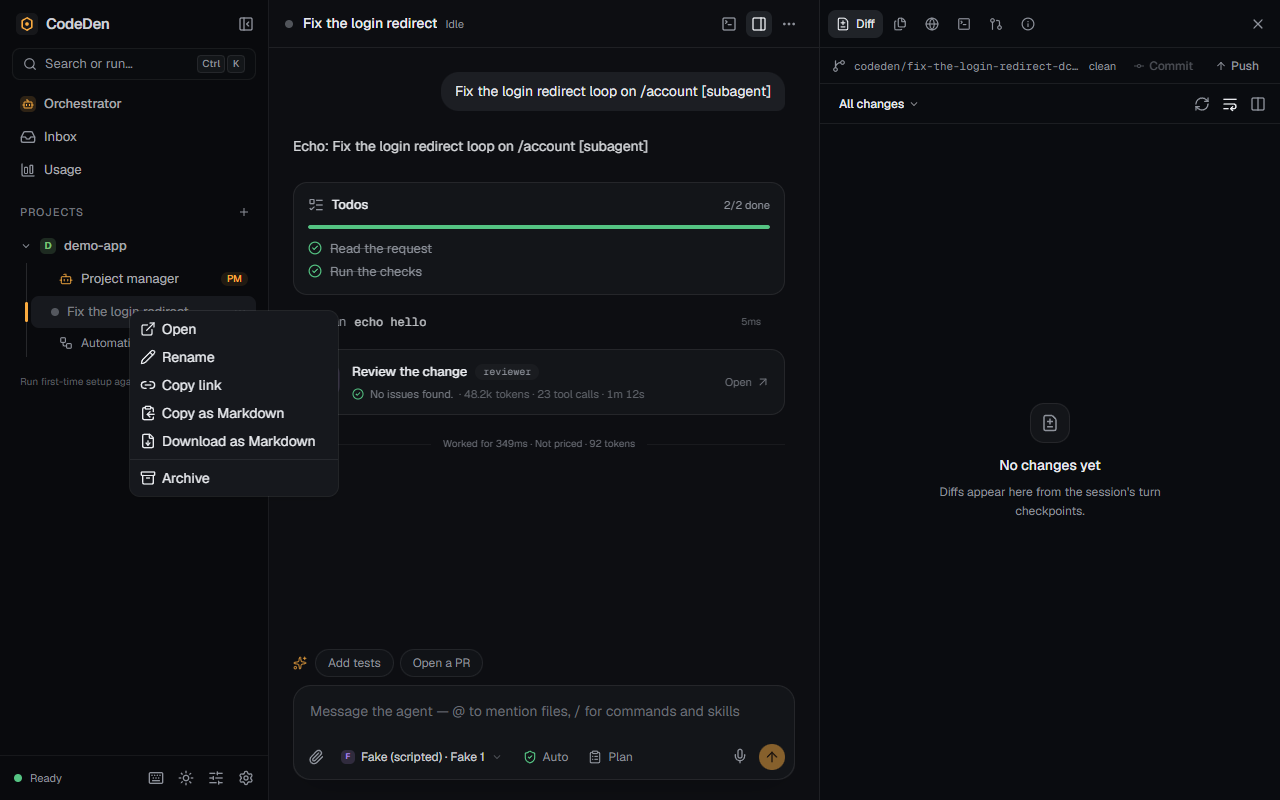 CodeDen
Search or run…
Ctrl K
Orchestrator
Inbox
Usage
PROJECTS
D demo-app
Project manager PM
Fix the login redirect
Automati
Run first-time setup aga
Open
Rename
Copy link
Copy as Markdown
Download as Markdown
Archive
Ready
Fix the login redirect Idle
Fix the login redirect loop on /account [subagent]
Echo: Fix the login redirect loop on /account [subagent]
Todos 2/2 done
Read the request
Run the checks
echo hello 5ms
Review the change reviewer
No issues found. · 48.2k tokens · 23 tool calls · 1m 12s
Open
Worked for 349ms · Not priced · 92 tokens
Add tests
Open a PR
Message the agent — @ to mention files, / for commands and skills
F Fake (scripted) · Fake 1
Auto
Plan
Diff
codeden/fix-the-login-redirect-dc… clean Commit Push
All changes
No changes yet
Diffs appear here from the session's turn
checkpoints.